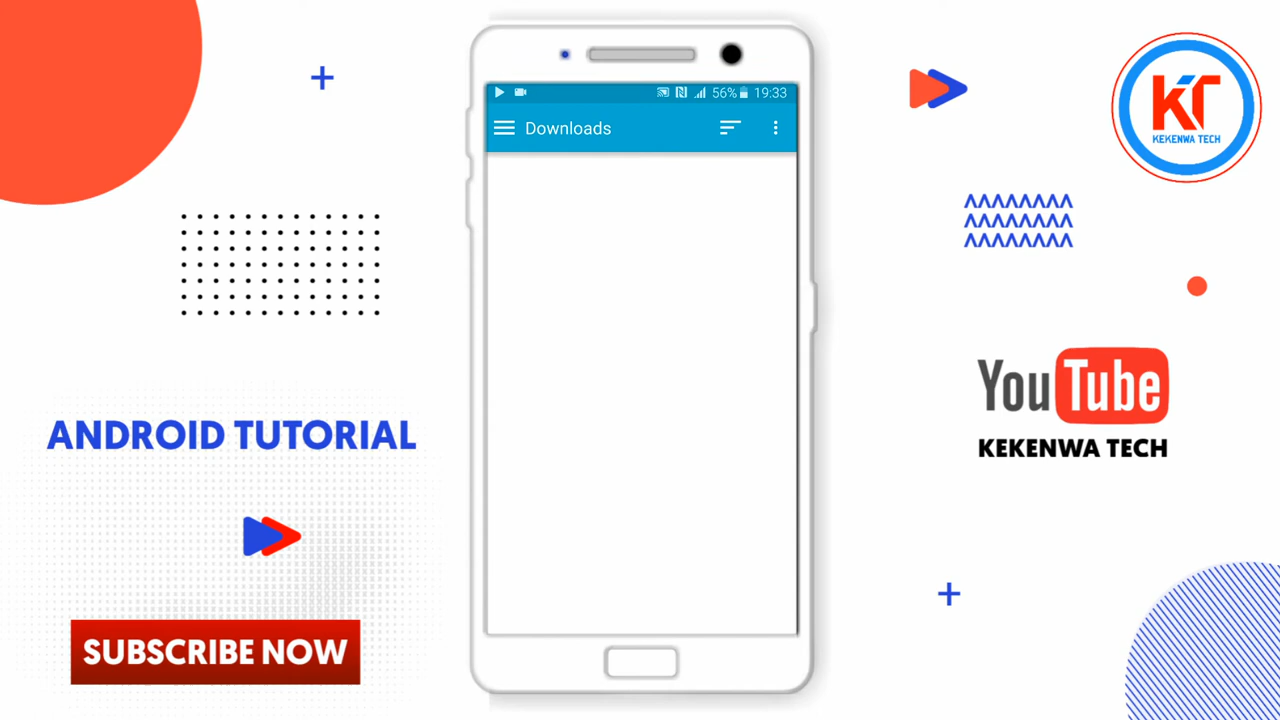 56% 19:33
Downloads
KT
KEKENWA TECH
YouTube
KEKENWA TECH
ANDROID TUTORIAL
SUBSCRIBE NOW